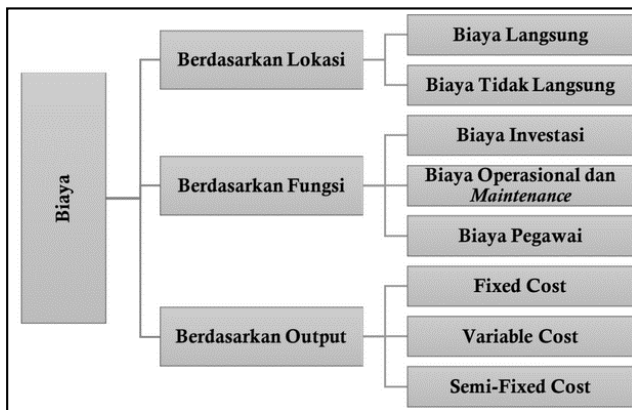 Biaya
Berdasarkan Lokasi
Biaya Langsung
Biaya Tidak Langsung
Berdasarkan Fungsi
Biaya Investasi
Biaya Operasional dan
Maintenance
Biaya Pegawai
Berdasarkan Output
Fixed Cost
Variable Cost
Semi-Fixed Cost